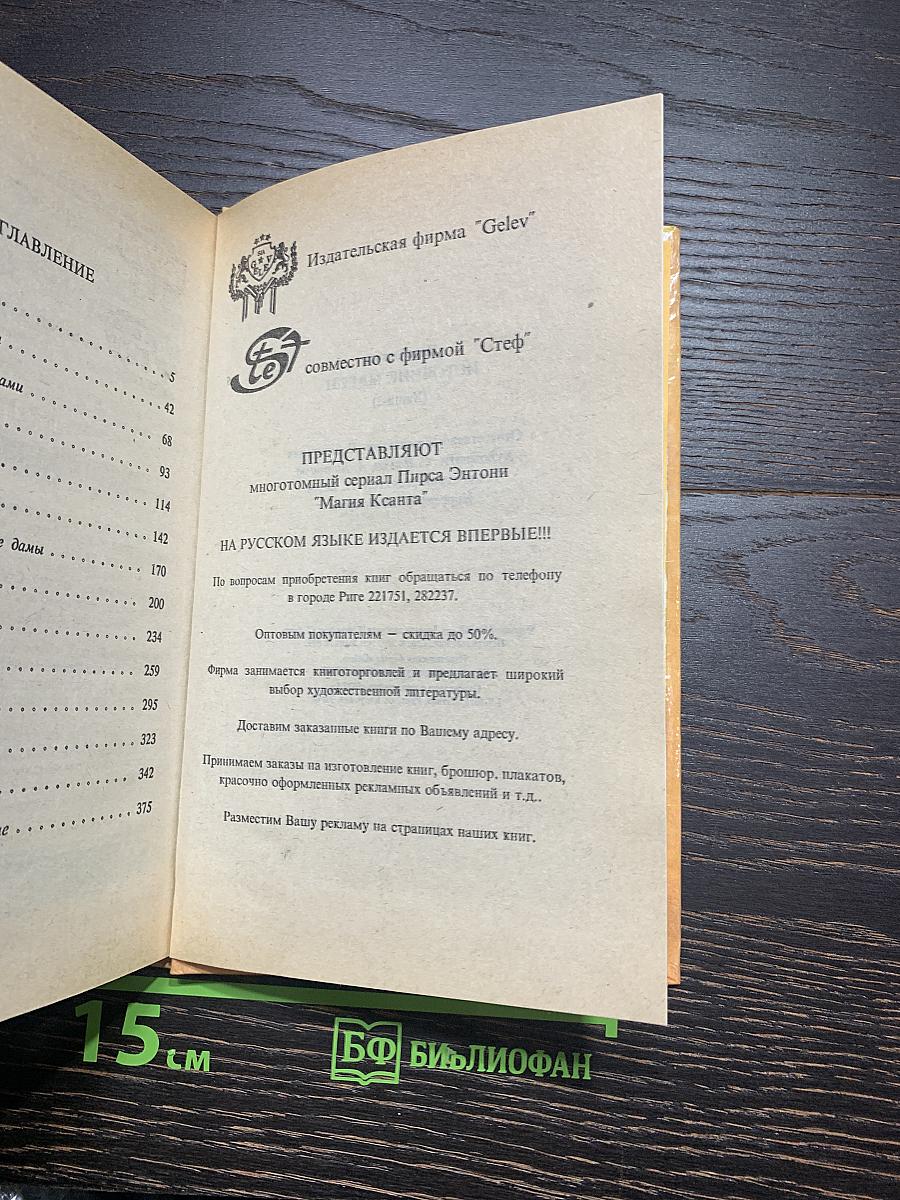 ГЛАВЛЕНИЕ
5
42
ами
68
93
114
142
е дамы
170
200
234
259
295
323
342
375
Издательская фирма "Gelev"
совместно с фирмой "Стеф"
ПРЕДСТАВЛЯЮТ
многотомный сериал Пирса Энтони
"Магия Ксанта"
НА РУССКОМ ЯЗЫКЕ ИЗДАЕТСЯ ВПЕРВЫЕ!!!
По вопросам приобретения книг обращаться по телефону
в городе Риге 221751, 282237.
Оптовым покупателям – скидка до 50%.
Фирма занимается книготорговлей и предлагает широкий
выбор художественной литературы.
Доставим заказанные книги по Вашему адресу.
Принимаем заказы на изготовление книг, брошюр, плакатов,
красочно оформленных рекламных объявлений и т.д..
Разместим Вашу рекламу на страницах наших книг.
15 см
БФ БИБЛИОФАН